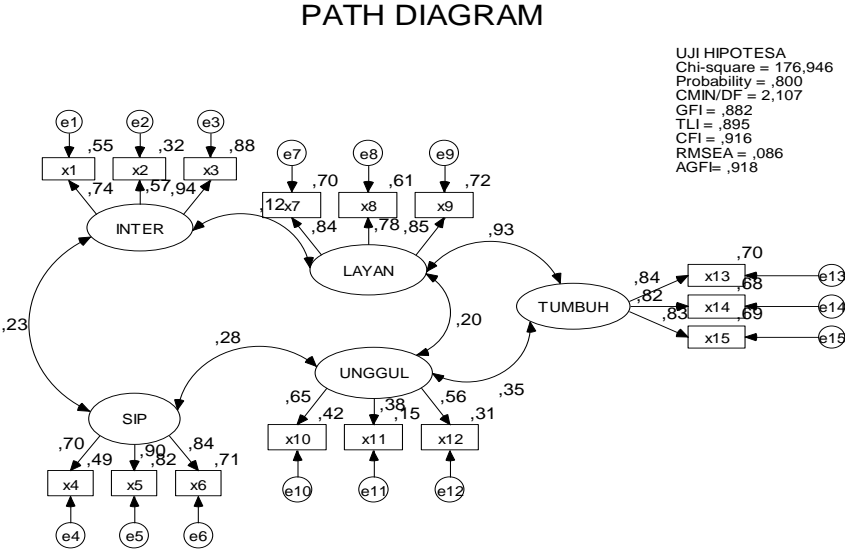 PATH DIAGRAM
UJI HIPOTESA
Chi-square = 176,946
Probability = ,800
CMIN/DF = 2,107
GFI = ,882
TLI = ,895
CFI = ,916
RMSEA = ,086
AGFI= ,918
e1 e2 e3
,55 ,32 ,88
x1 x2 x3
,74 ,57 ,94
INTER
e7 e8 e9
,70 ,61 ,72
x7 x8 x9
,84 ,78 ,85
,12
LAYAN
,93
,70
,84 x13 e13
,68
TUMBUH ,82 x14 e14
,69
,83 x15 e15
,23
,28
,20
,35
UNGGUL
,65 ,38 ,56
,42 ,15 ,31
x10 x11 x12
e10 e11 e12
SIP
,70 ,90 ,84
,49 ,82 ,71
x4 x5 x6
e4 e5 e6